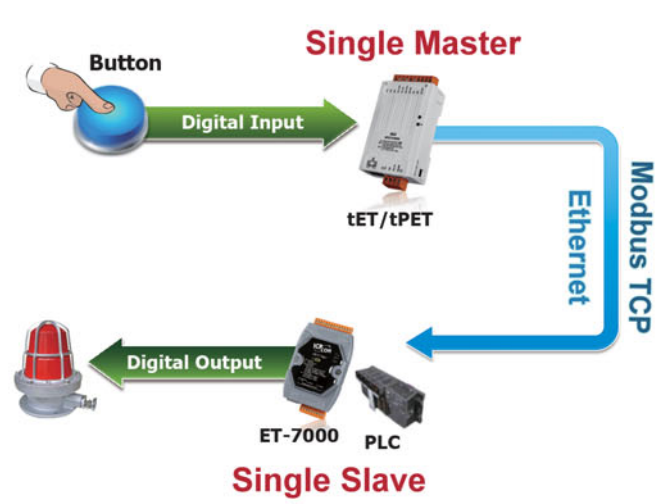 Single Master
Button
Digital Input
tET/tPET
Modbus TCP
Ethernet
Digital Output
ET-7000
PLC
Single Slave